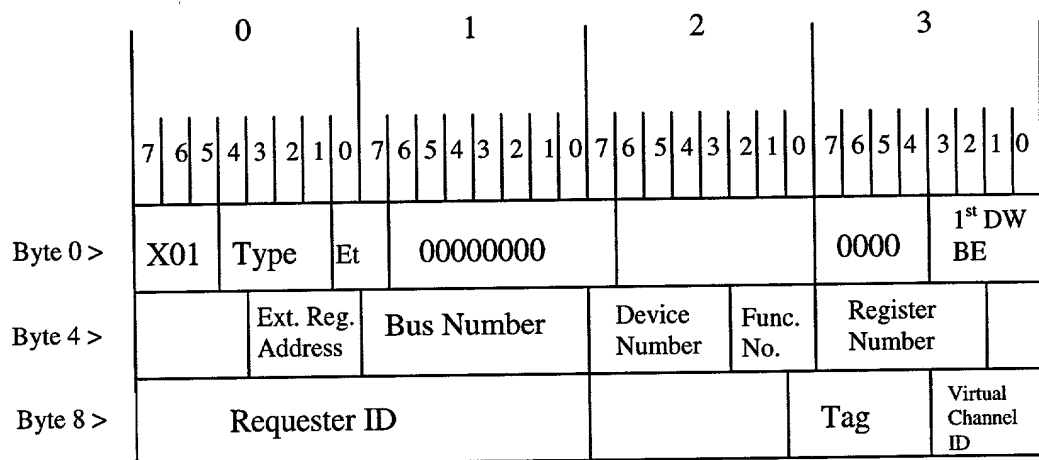 0 1 2 3
7 6 5 4 3 2 1 0 7 6 5 4 3 2 1 0 7 6 5 4 3 2 1 0 7 6 5 4 3 2 1 0
Byte 0 > X01 Type Et 00000000 0000 1st DW
BE
Byte 4 > Ext. Reg.
Address Bus Number Device
Number Func.
No. Register
Number
Byte 8 > Requester ID Tag Virtual
Channel
ID